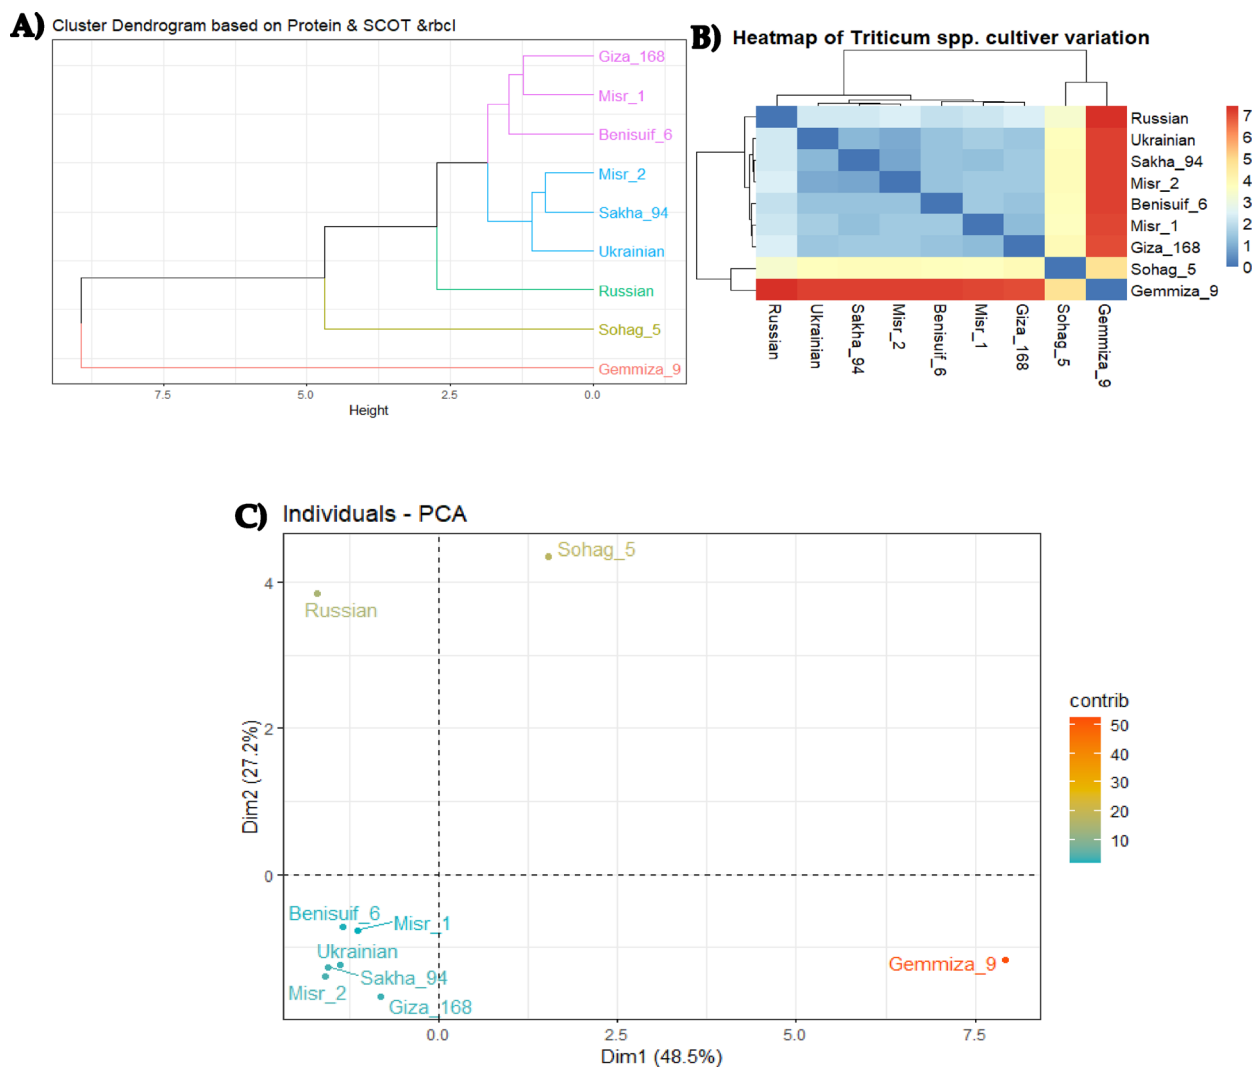 A) Cluster Dendrogram based on Protein & SCOT &rbcl
Giza_168
Misr_1
Benisuif_6
Misr_2
Sakha_94
Ukrainian
Russian
Sohag_5
Gemmiza_9
7.5 5.0 2.5 0.0
Height
B) Heatmap of Triticum spp. cultiver variation
Russian
Ukrainian
Sakha_94
Misr_2
Benisuif_6
Misr_1
Giza_168
Sohag_5
Gemmiza_9
Russian Ukrainian Sakha_94 Misr_2 Benisuif_6 Misr_1 Giza_168 Sohag_5 Gemmiza_9
7
6
5
4
3
2
1
0
C) Individuals - PCA
Sohag_5
Russian
Benisuif_6
Misr_1
Ukrainian
Sakha_94
Misr_2
Giza_168
Gemmiza_9
4
2
0
Dim2 (27.2%)
0.0 2.5 5.0 7.5
Dim1 (48.5%)
contrib
50
40
30
20
10